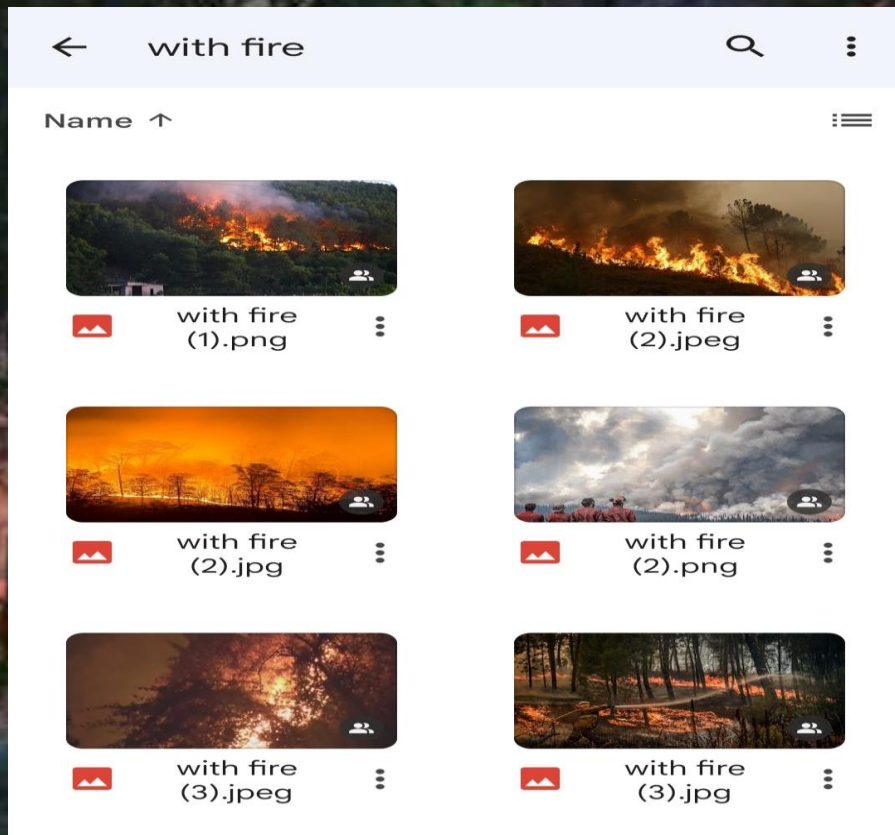 with fire
Name
with fire
(1).png
with fire
(2).jpeg
with fire
(2).jpg
with fire
(2).png
with fire
(3).jpeg
with fire
(3).jpg